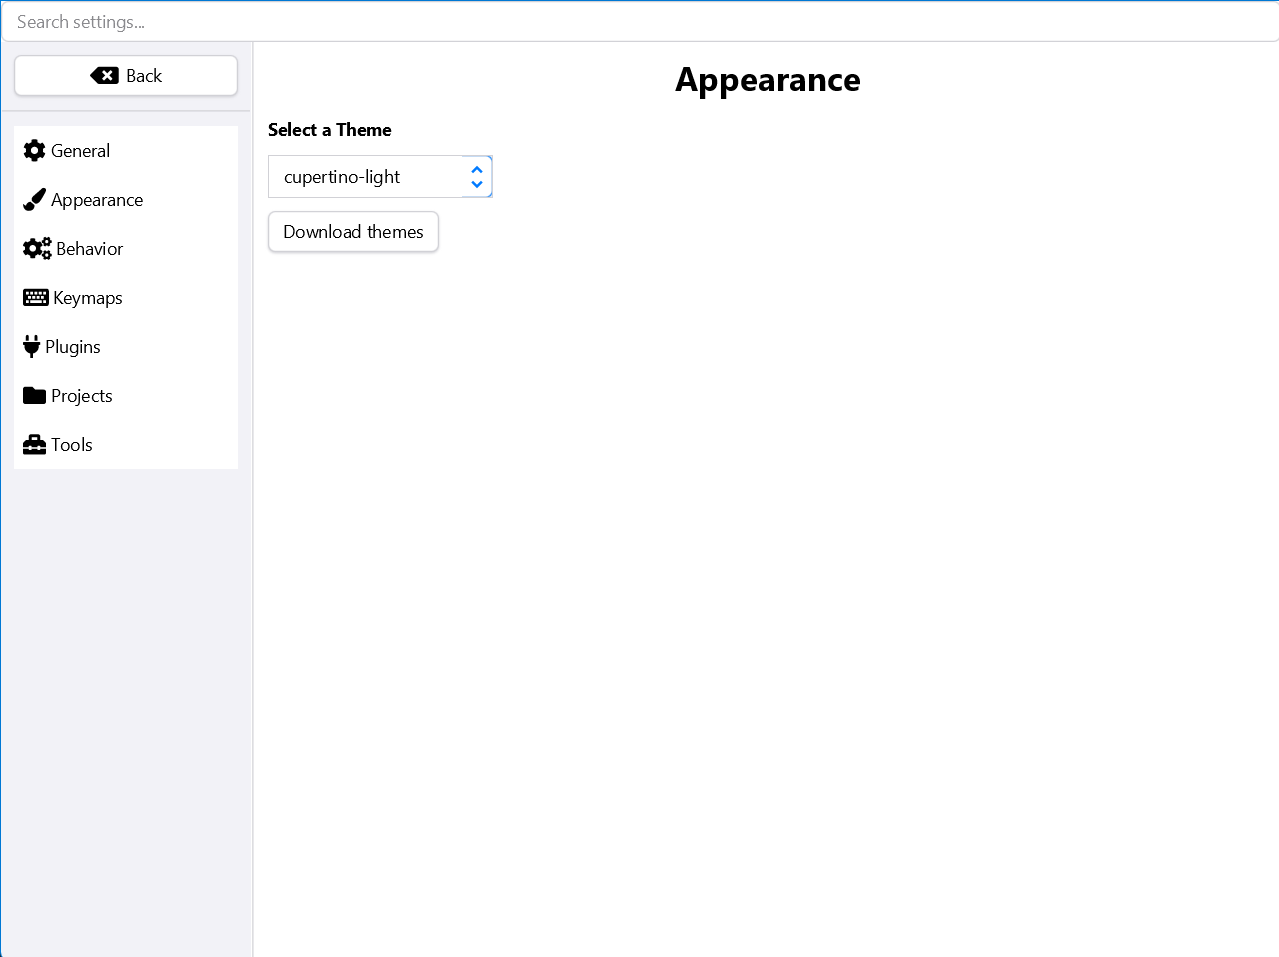 Search settings...
Back
General
Appearance
Behavior
Keymaps
Plugins
Projects
Tools
Appearance
Select a Theme
cupertino-light
Download themes